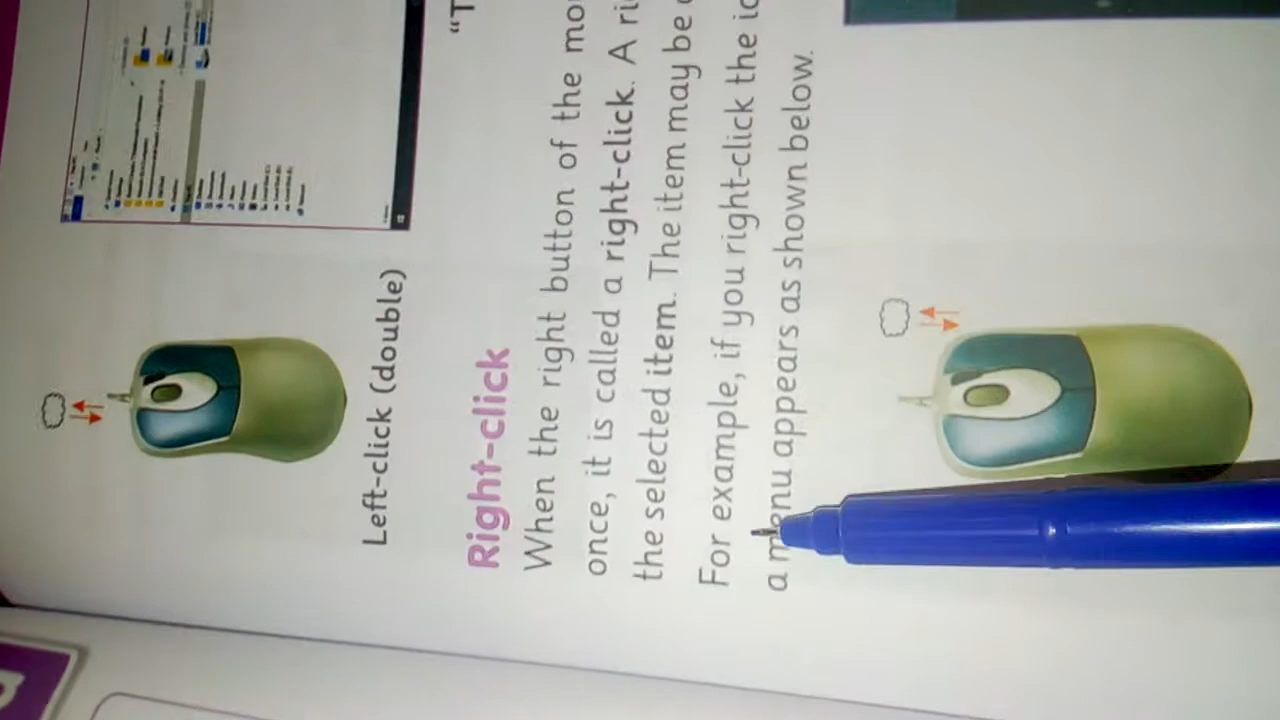 Left-click (double)
"T
Right-click
When the right button of the mou
once, it is called a right-click. A ri
the selected item. The item may be
For example, if you right-click the ic
a menu appears as shown below.